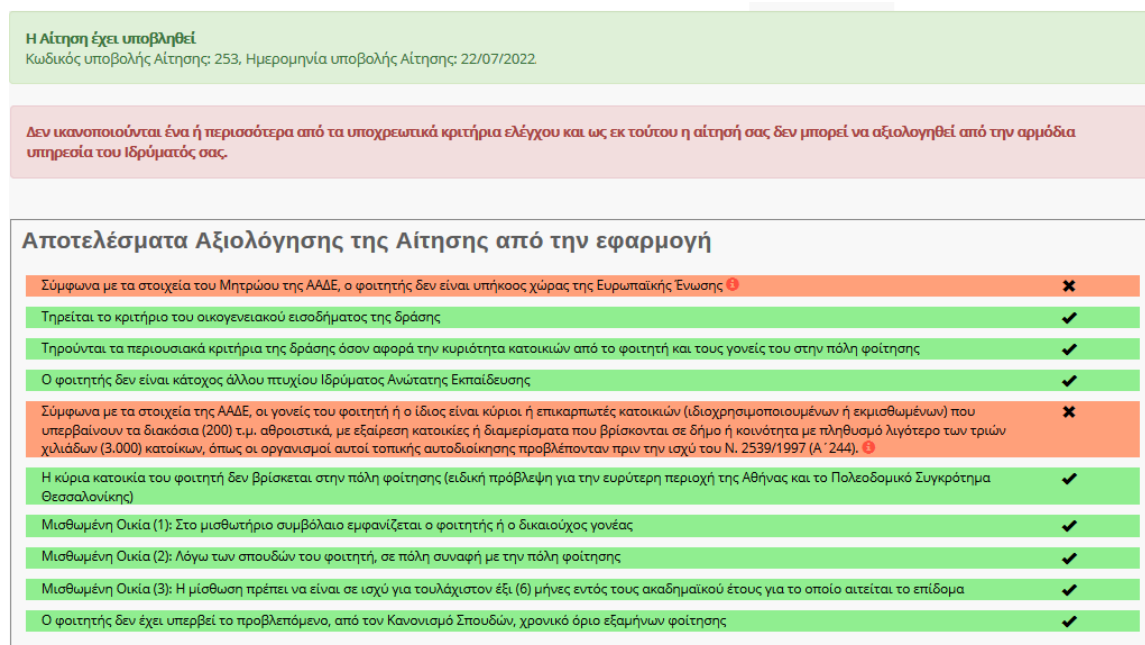 Η Αίτηση έχει υποβληθεί
Κωδικός υποβολής Αίτησης: 253, Ημερομηνία υποβολής Αίτησης: 22/07/2022
Δεν ικανοποιούνται ένα ή περισσότερα από τα υποχρεωτικά κριτήρια ελέγχου και ως εκ τούτου η αίτησή σας δεν μπορεί να αξιολογηθεί από την αρμόδια
υπηρεσία του Ιδρύματός σας.
Αποτελέσματα Αξιολόγησης της Αίτησης από την εφαρμογή
Σύμφωνα με τα στοιχεία του Μητρώου της ΑΑΔΕ, ο φοιτητής δεν είναι υπήκοος χώρας της Ευρωπαϊκής Ένωσης
Τηρείται το κριτήριο του οικογενειακού εισοδήματος της δράσης
Τηρούνται τα περιουσιακά κριτήρια της δράσης όσον αφορά την κυριότητα κατοικιών από το φοιτητή και τους γονείς του στην πόλη φοίτησης
Ο φοιτητής δεν είναι κάτοχος άλλου πτυχίου Ιδρύματος Ανώτατης Εκπαίδευσης
Σύμφωνα με τα στοιχεία της ΑΑΔΕ, οι γονείς του φοιτητή ή ο ίδιος είναι κύριοι ή επικαρπωτές κατοικιών (ιδιοχρησιμοποιουμένων ή εκμισθωμένων) που
υπερβαίνουν τα διακόσια (200) τ.μ. αθροιστικά, με εξαίρεση κατοικίες ή διαμερίσματα που βρίσκονται σε δήμο ή κοινότητα με πληθυσμό λιγότερο των τριών
χιλιάδων (3.000) κατοίκων, όπως οι οργανισμοί αυτοί τοπικής αυτοδιοίκησης προβλέπονταν πριν την ισχύ του Ν. 2539/1997 (Α΄244).
Η κύρια κατοικία του φοιτητή δεν βρίσκεται στην πόλη φοίτησης (ειδική πρόβλεψη για την ευρύτερη περιοχή της Αθήνας και το Πολεοδομικό Συγκρότημα
Θεσσαλονίκης)
Μισθωμένη Οικία (1): Στο μισθωτήριο συμβόλαιο εμφανίζεται ο φοιτητής ή ο δικαιούχος γονέας
Μισθωμένη Οικία (2): Λόγω των σπουδών του φοιτητή, σε πόλη συναφή με την πόλη φοίτησης
Μισθωμένη Οικία (3): Η μίσθωση πρέπει να είναι σε ισχύ για τουλάχιστον έξι (6) μήνες εντός τους ακαδημαϊκού έτους για το οποίο αιτείται το επίδομα
Ο φοιτητής δεν έχει υπερβεί το προβλεπόμενο, από τον Κανονισμό Σπουδών, χρονικό όριο εξαμήνων φοίτησης